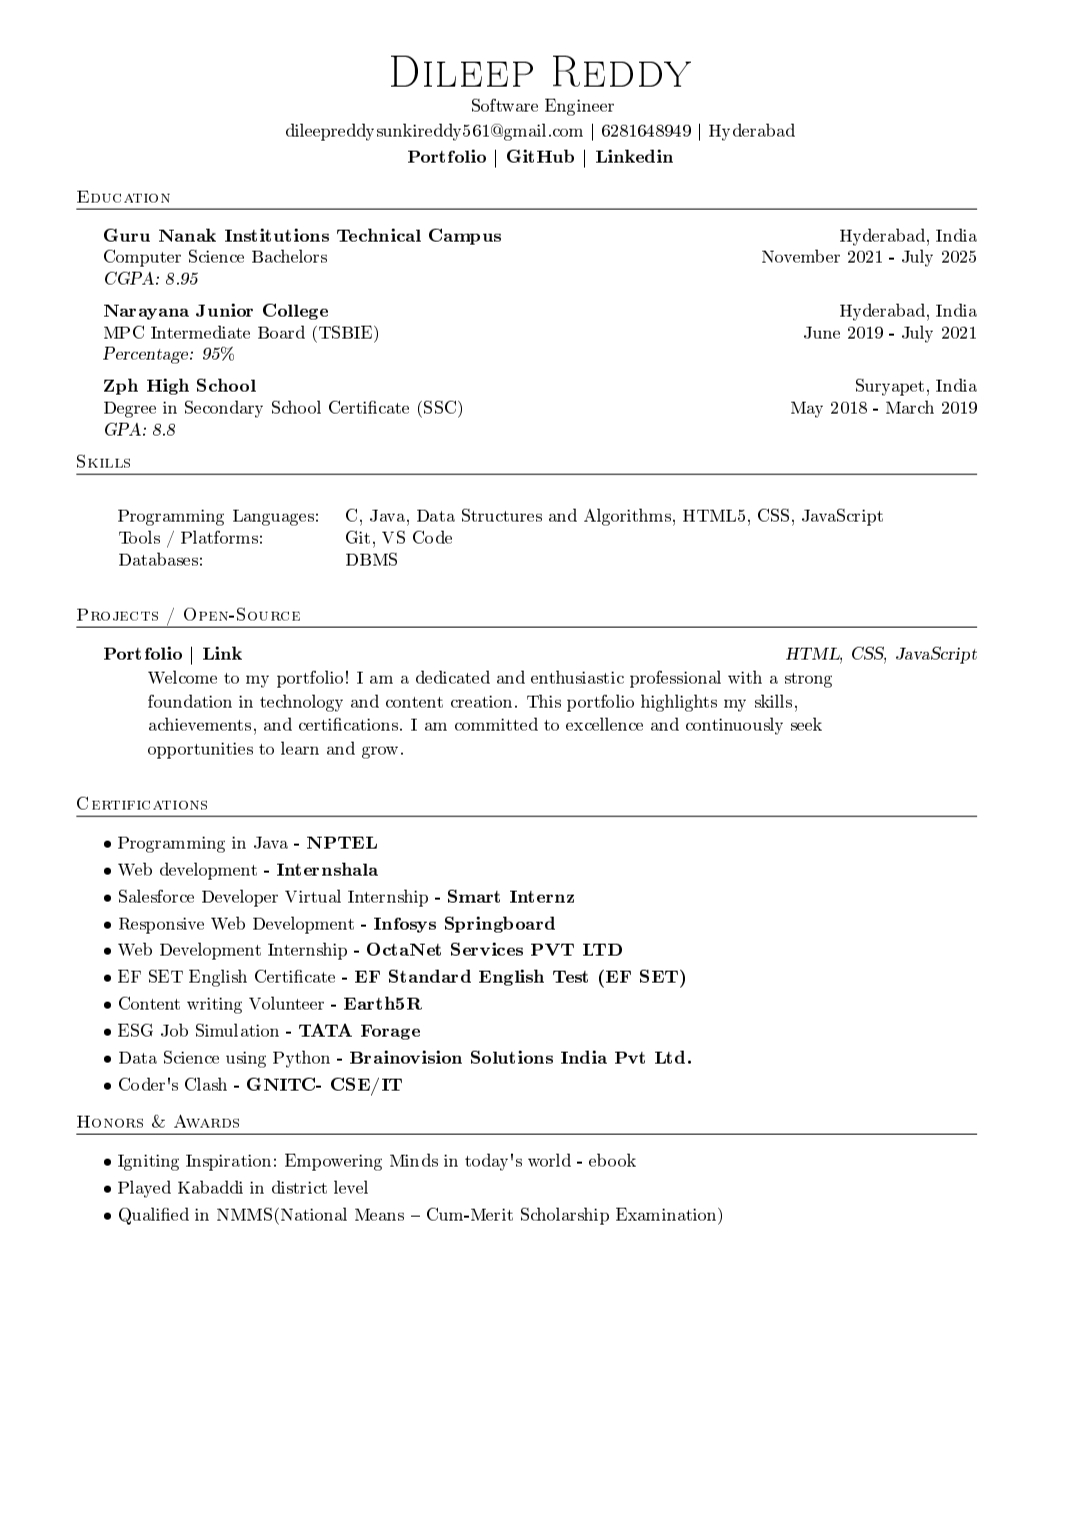 Dileep Reddy
Software Engineer
dileepreddysunkireddy561@gmail.com | 6281648949 | Hyderabad
Portfolio | GitHub | Linkedin
Education
Guru Nanak Institutions Technical Campus Hyderabad, India
Computer Science Bachelors November 2021 - July 2025
CGPA: 8.95
Narayana Junior College Hyderabad, India
MPC Intermediate Board (TSBIE) June 2019 - July 2021
Percentage: 95%
Zph High School Suryapet, India
Degree in Secondary School Certificate (SSC) May 2018 - March 2019
GPA: 8.8
Skills
Programming Languages: C, Java, Data Structures and Algorithms, HTML5, CSS, JavaScript
Tools / Platforms: Git, VS Code
Databases: DBMS
Projects / Open-Source
Portfolio | Link HTML, CSS, JavaScript
Welcome to my portfolio! I am a dedicated and enthusiastic professional with a strong
foundation in technology and content creation. This portfolio highlights my skills,
achievements, and certifications. I am committed to excellence and continuously seek
opportunities to learn and grow.
Certifications
● Programming in Java - NPTEL
● Web development - Internshala
● Salesforce Developer Virtual Internship - Smart Internz
● Responsive Web Development - Infosys Springboard
● Web Development Internship - OctaNet Services PVT LTD
● EF SET English Certificate - EF Standard English Test (EF SET)
● Content writing Volunteer - Earth5R
● ESG Job Simulation - TATA Forage
● Data Science using Python - Brainovision Solutions India Pvt Ltd.
● Coder's Clash - GNITC- CSE/IT
Honors & Awards
● Igniting Inspiration: Empowering Minds in today's world - ebook
● Played Kabaddi in district level
● Qualified in NMMS(National Means – Cum-Merit Scholarship Examination)